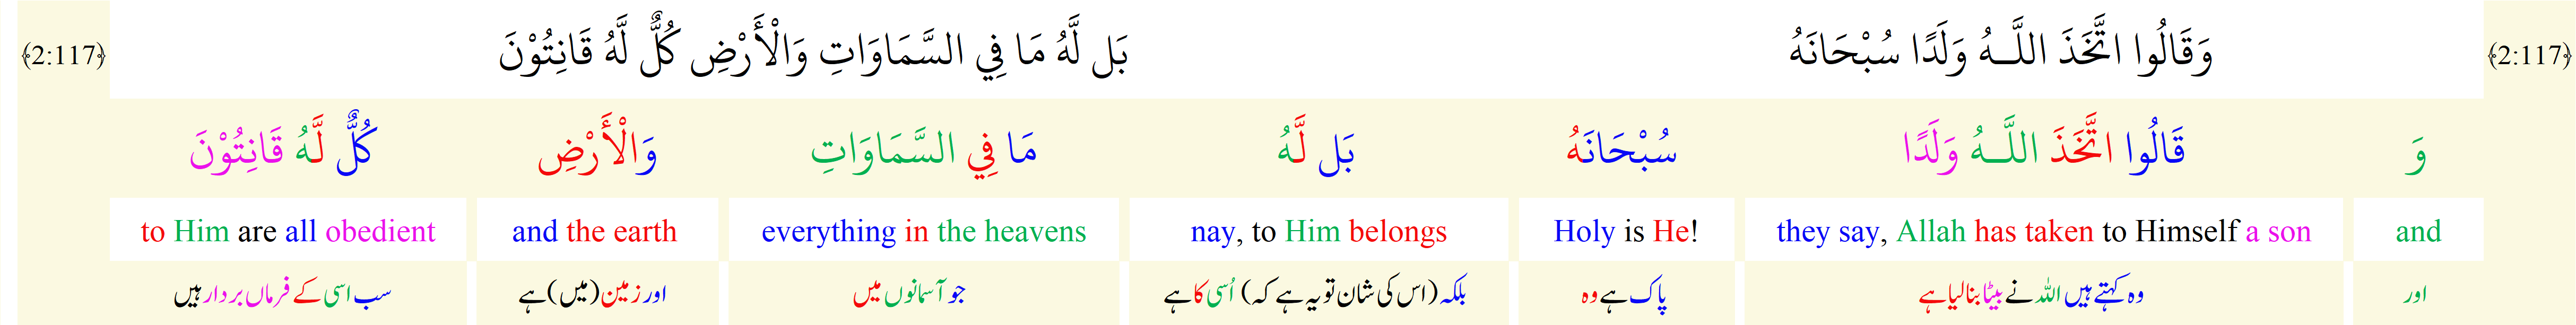 ﴿2:117﴾ وَقَالُوا اتَّخَذَ اللَّـهُ وَلَدًا سُبْحَانَهُ بَل لَّهُ مَا فِي السَّمَاوَاتِ وَالْأَرْضِ كُلٌّ لَّهُ قَانِتُوْنَ ﴿2:117﴾
وَ قَالُوا اتَّخَذَ اللَّـهُ وَلَدًا سُبْحَانَهُ بَل لَّهُ مَا فِي السَّمَاوَاتِ وَالْأَرْضِ كُلٌّ لَّهُ قَانِتُوْنَ
and they say, Allah has taken to Himself a son Holy is He! nay, to Him belongs everything in the heavens and the earth to Him are all obedient
اور وہ کہتے ہیں اللہ نے بیٹا بنا لیا ہے پاک ہے وہ بلکہ (اس کی شان تو یہ ہے کہ) اُسی کا ہے جو آسمانوں میں اور زمین (میں) ہے سب اسی کے فرماں بردار ہیں